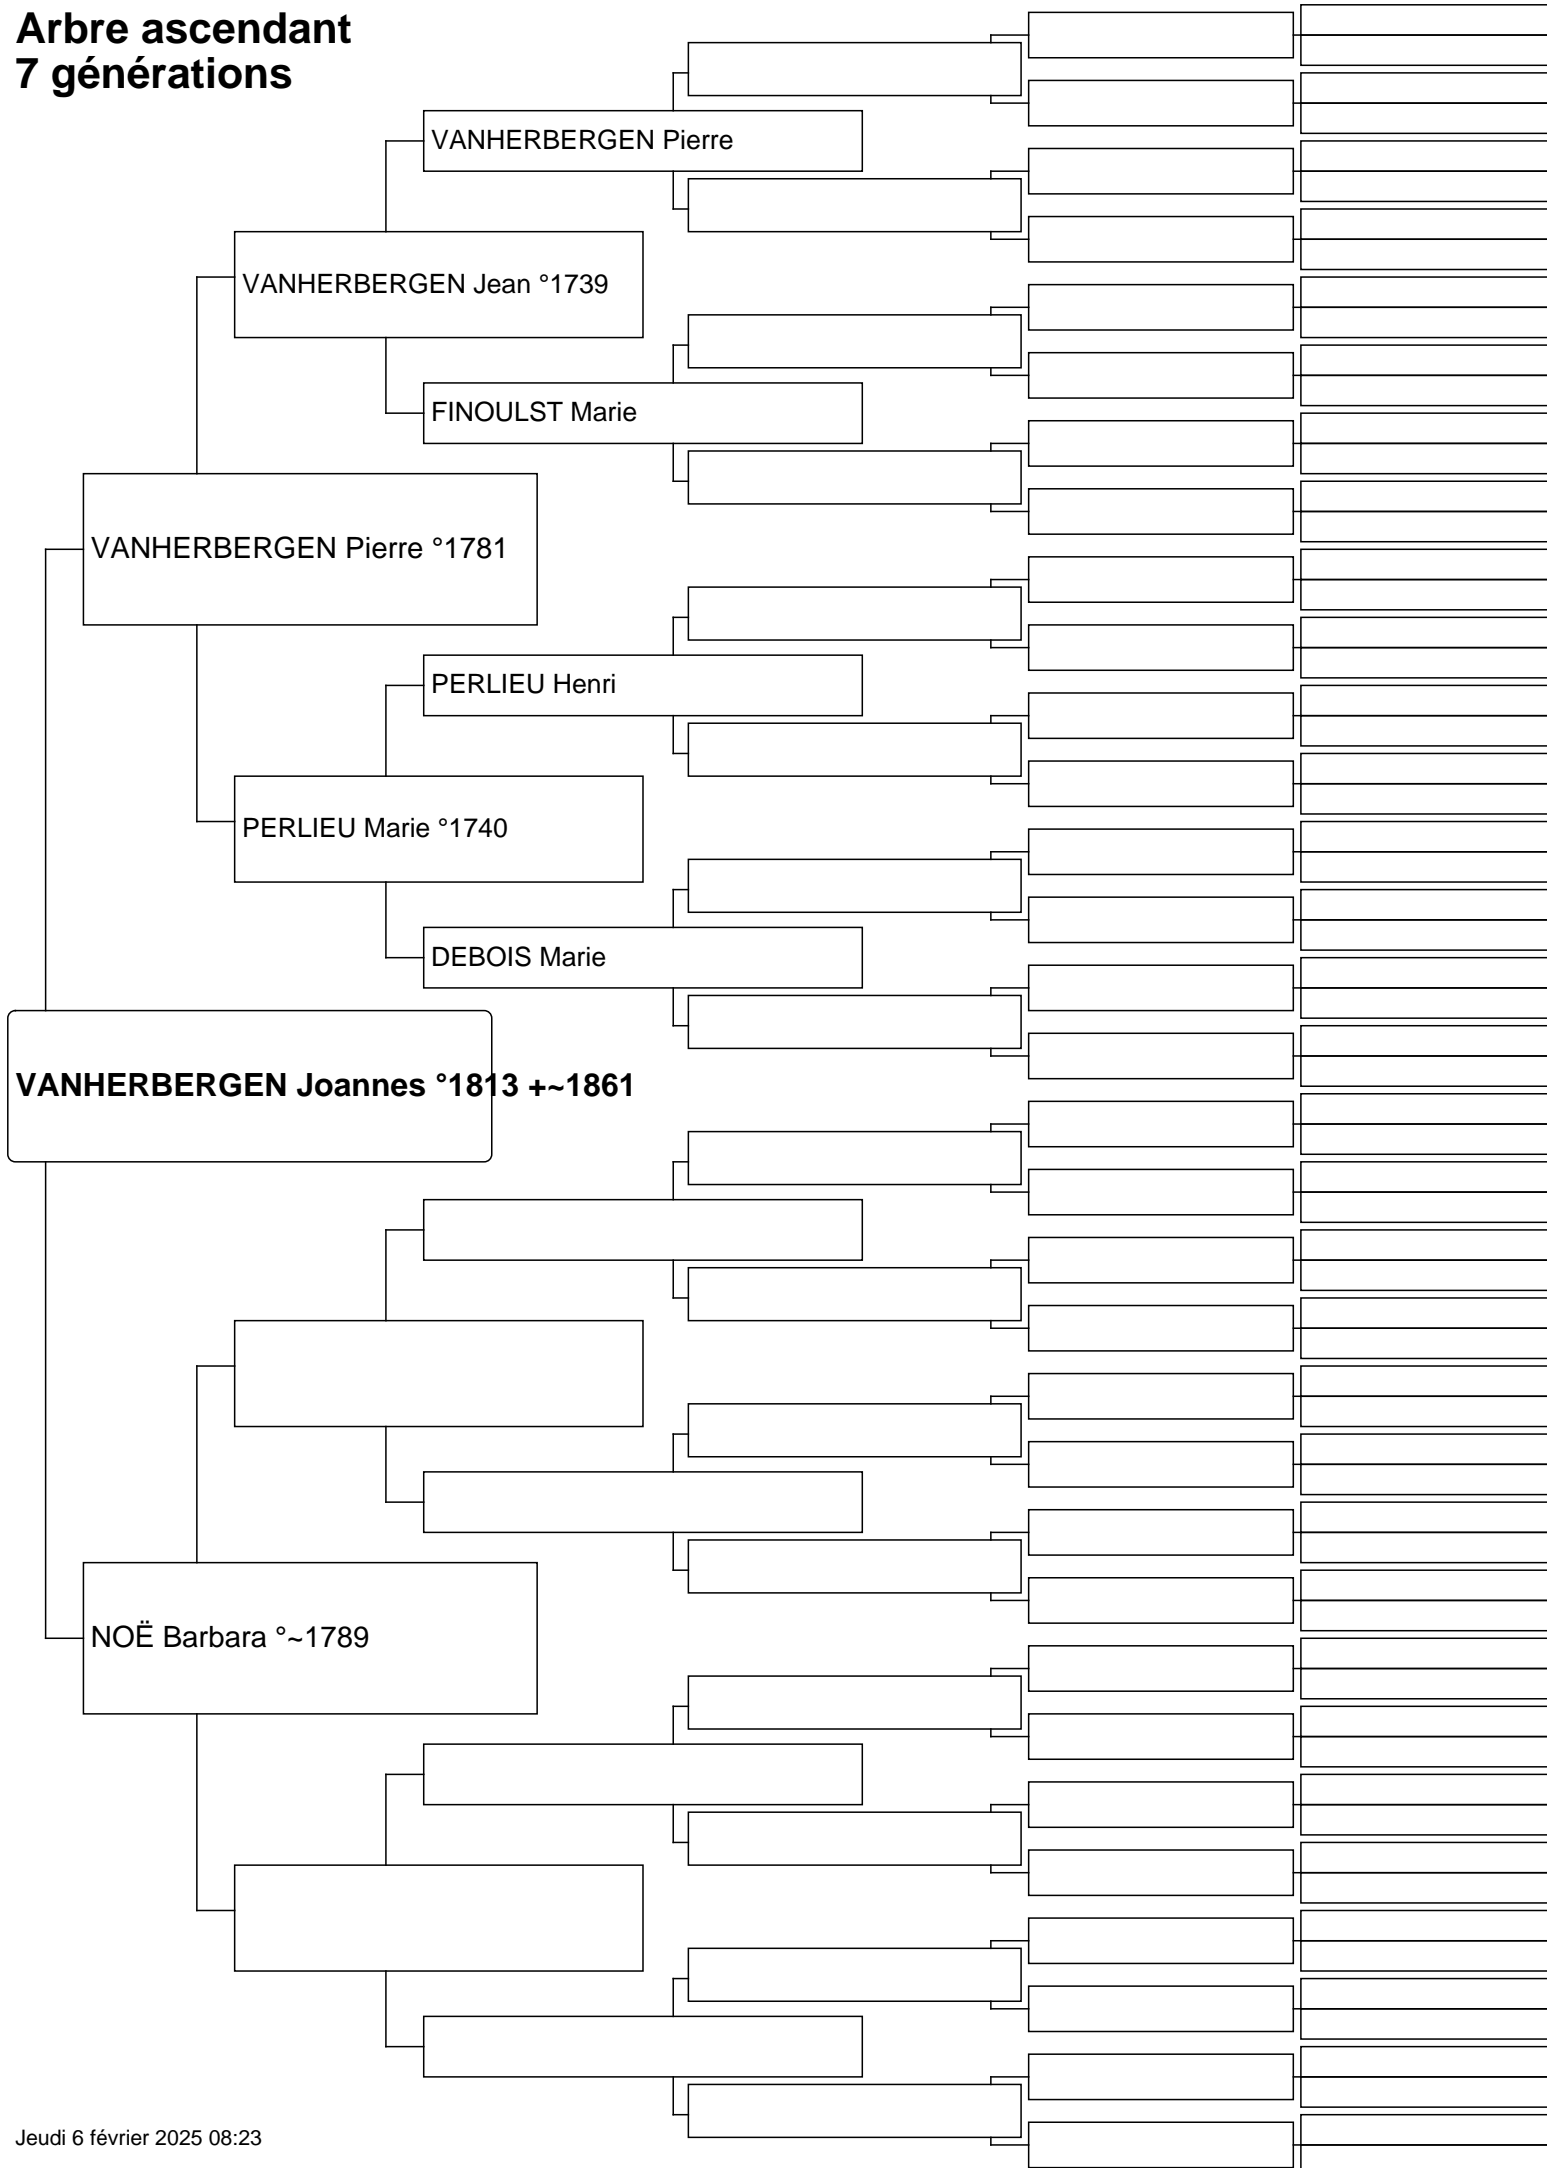 Arbre ascendant
7 générations
VANHERBERGEN Pierre
VANHERBERGEN Jean °1739
FINOULST Marie
VANHERBERGEN Pierre °1781
PERLIEU Henri
PERLIEU Marie °1740
DEBOIS Marie
VANHERBERGEN Joannes °1813 +~1861
NOË Barbara °~1789
Jeudi 6 février 2025 08:23